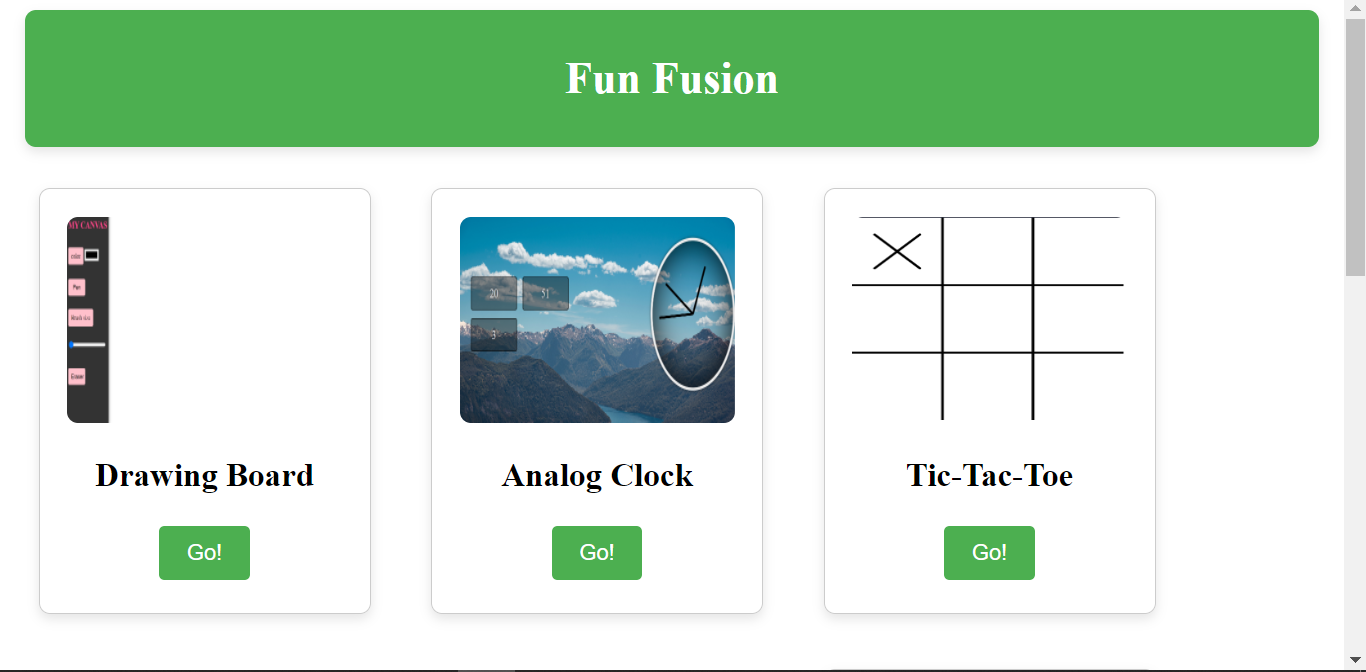 Fun Fusion
MY CANVAS
color
Pen
Eraser
20
51
3
Drawing Board
Analog Clock
Tic-Tac-Toe
Go!
Go!
Go!